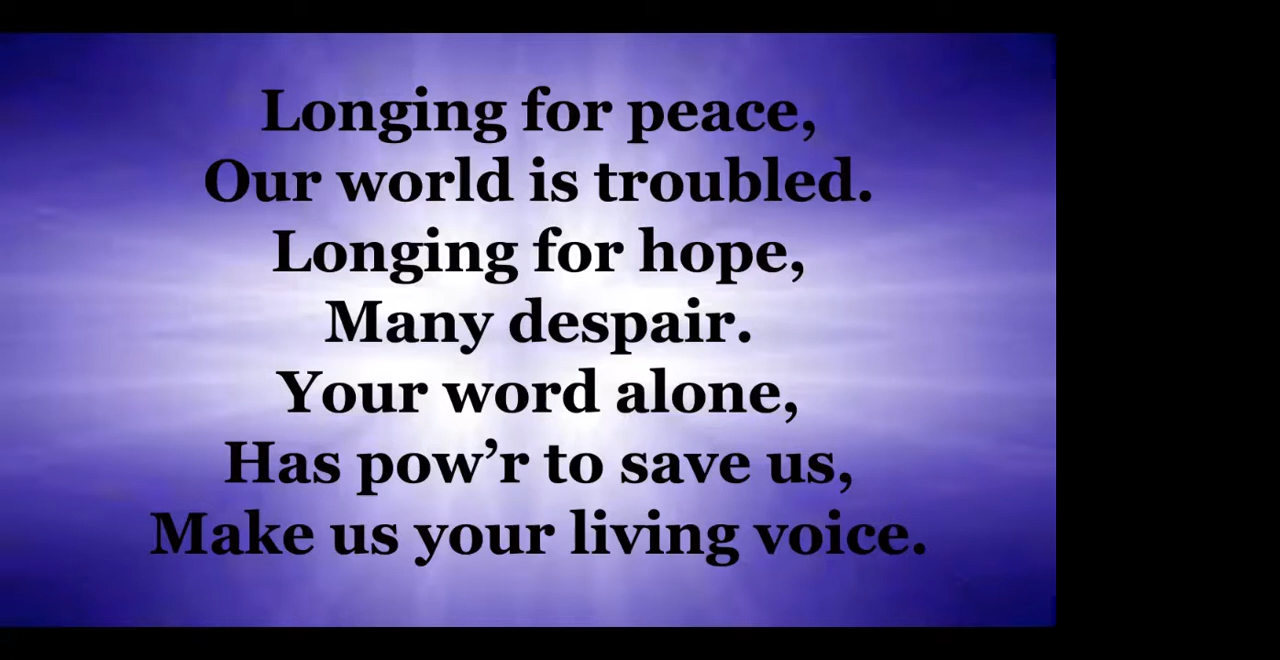 Longing for peace,
Our world is troubled.
Longing for hope,
Many despair.
Your word alone,
Has pow’r to save us,
Make us your living voice.